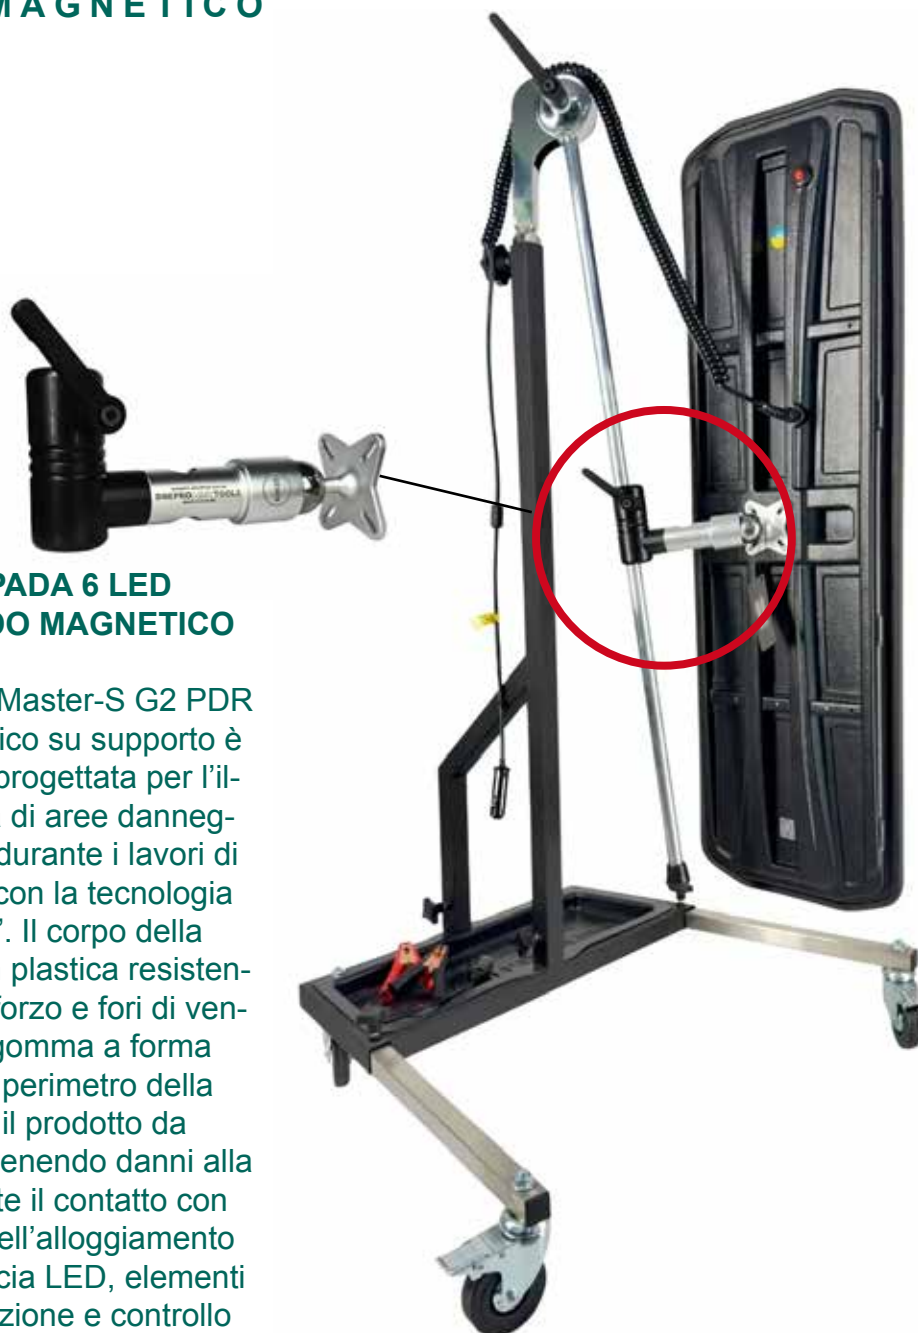 MAGNETICO
PADA 6 LED
DO MAGNETICO
Master-S G2 PDR
ico su supporto è
progettata per l’il-
di aree danneg-
durante i lavori di
con la tecnologia
”. Il corpo della
plastica resisten-
forzo e fori di ven-
gomma a forma
perimetro della
il prodotto da
enendo danni alla
te il contatto con
ell’alloggiamento
cia LED, elementi
zione e controllo